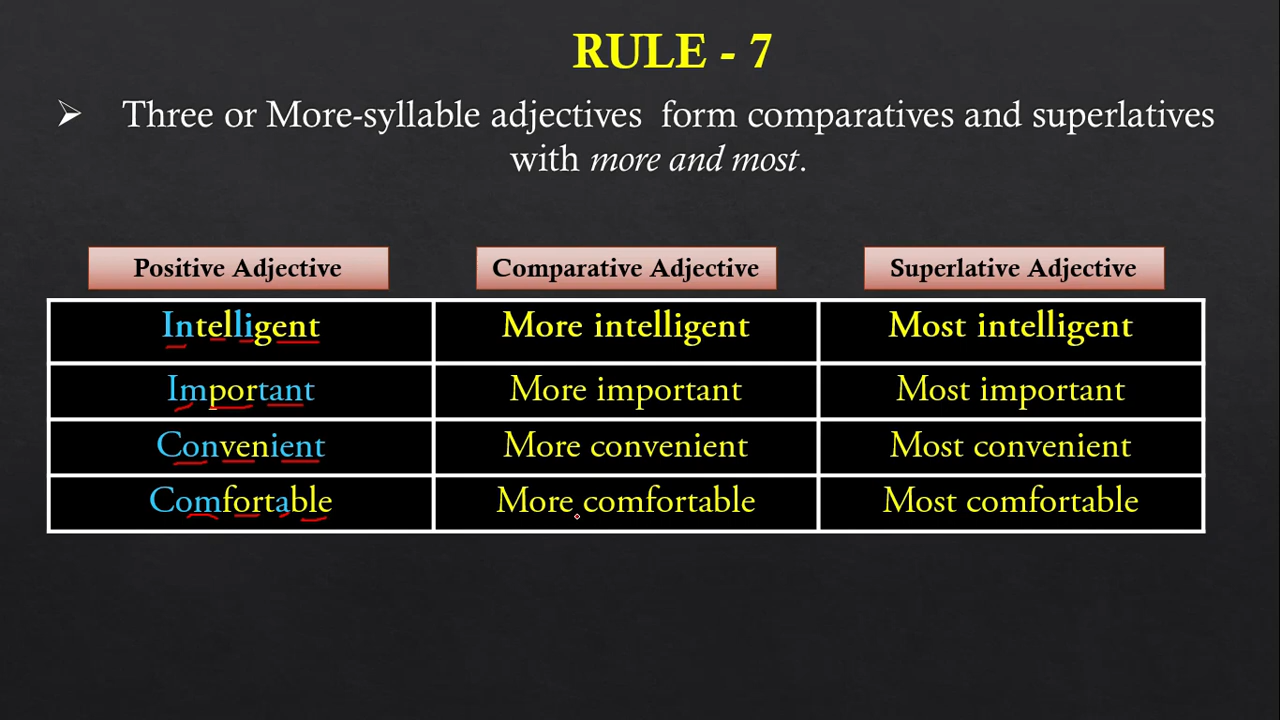 RULE - 7
➢ Three or More-syllable adjectives form comparatives and superlatives
with more and most.
Positive Adjective Comparative Adjective Superlative Adjective
Intelligent More intelligent Most intelligent
Important More important Most important
Convenient More convenient Most convenient
Comfortable More comfortable Most comfortable